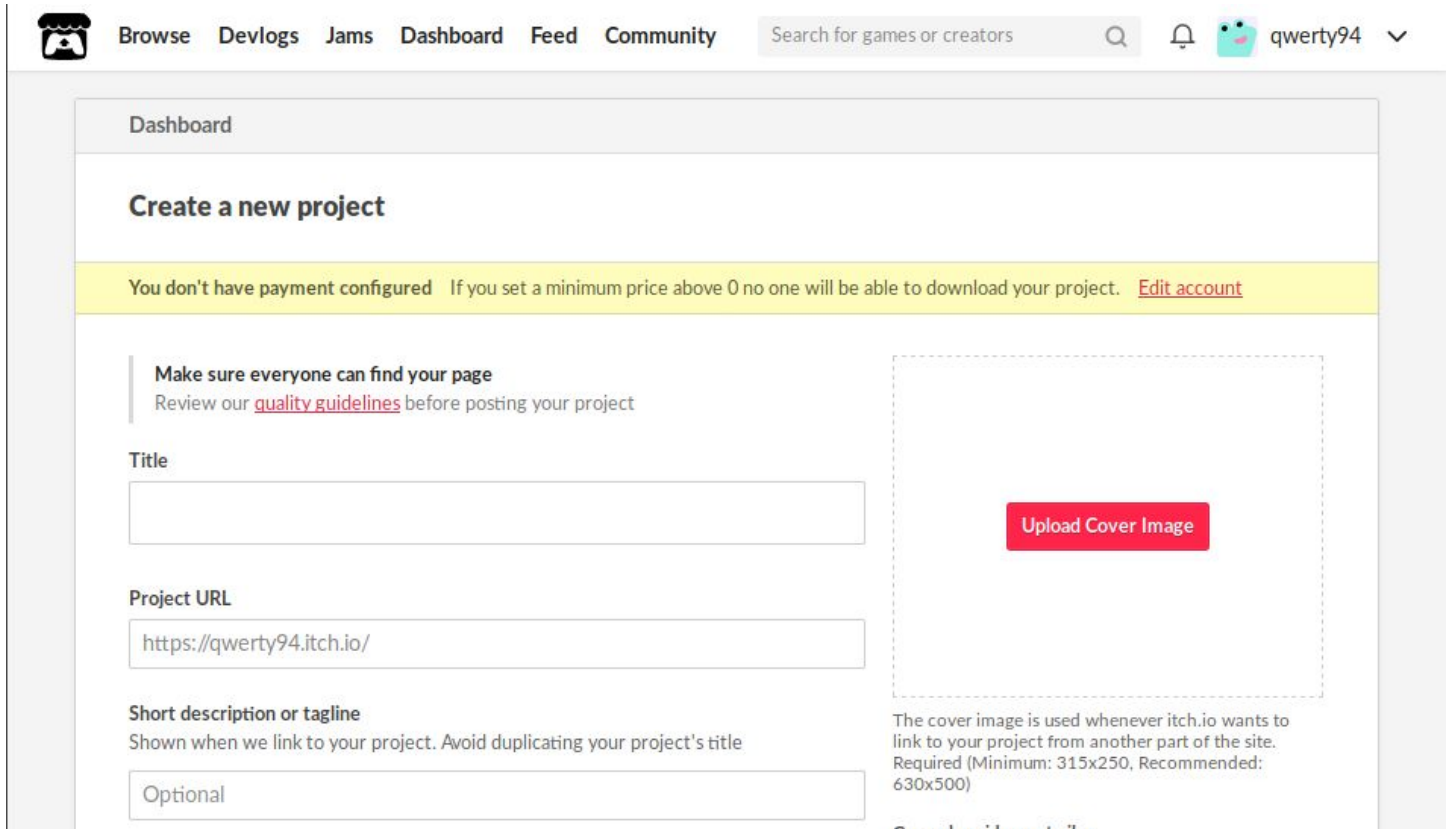 Browse Devlogs Jams Dashboard Feed Community Search for games or creators qwerty94
Dashboard
Create a new project
You don't have payment configured If you set a minimum price above 0 no one will be able to download your project. Edit account
Make sure everyone can find your page
Review our quality guidelines before posting your project
Title
Upload Cover Image
Project URL
https://qwerty94.itch.io/
Short description or tagline
Shown when we link to your project. Avoid duplicating your project's title
Optional
The cover image is used whenever itch.io wants to
link to your project from another part of the site.
Required (Minimum: 315x250, Recommended:
630x500)